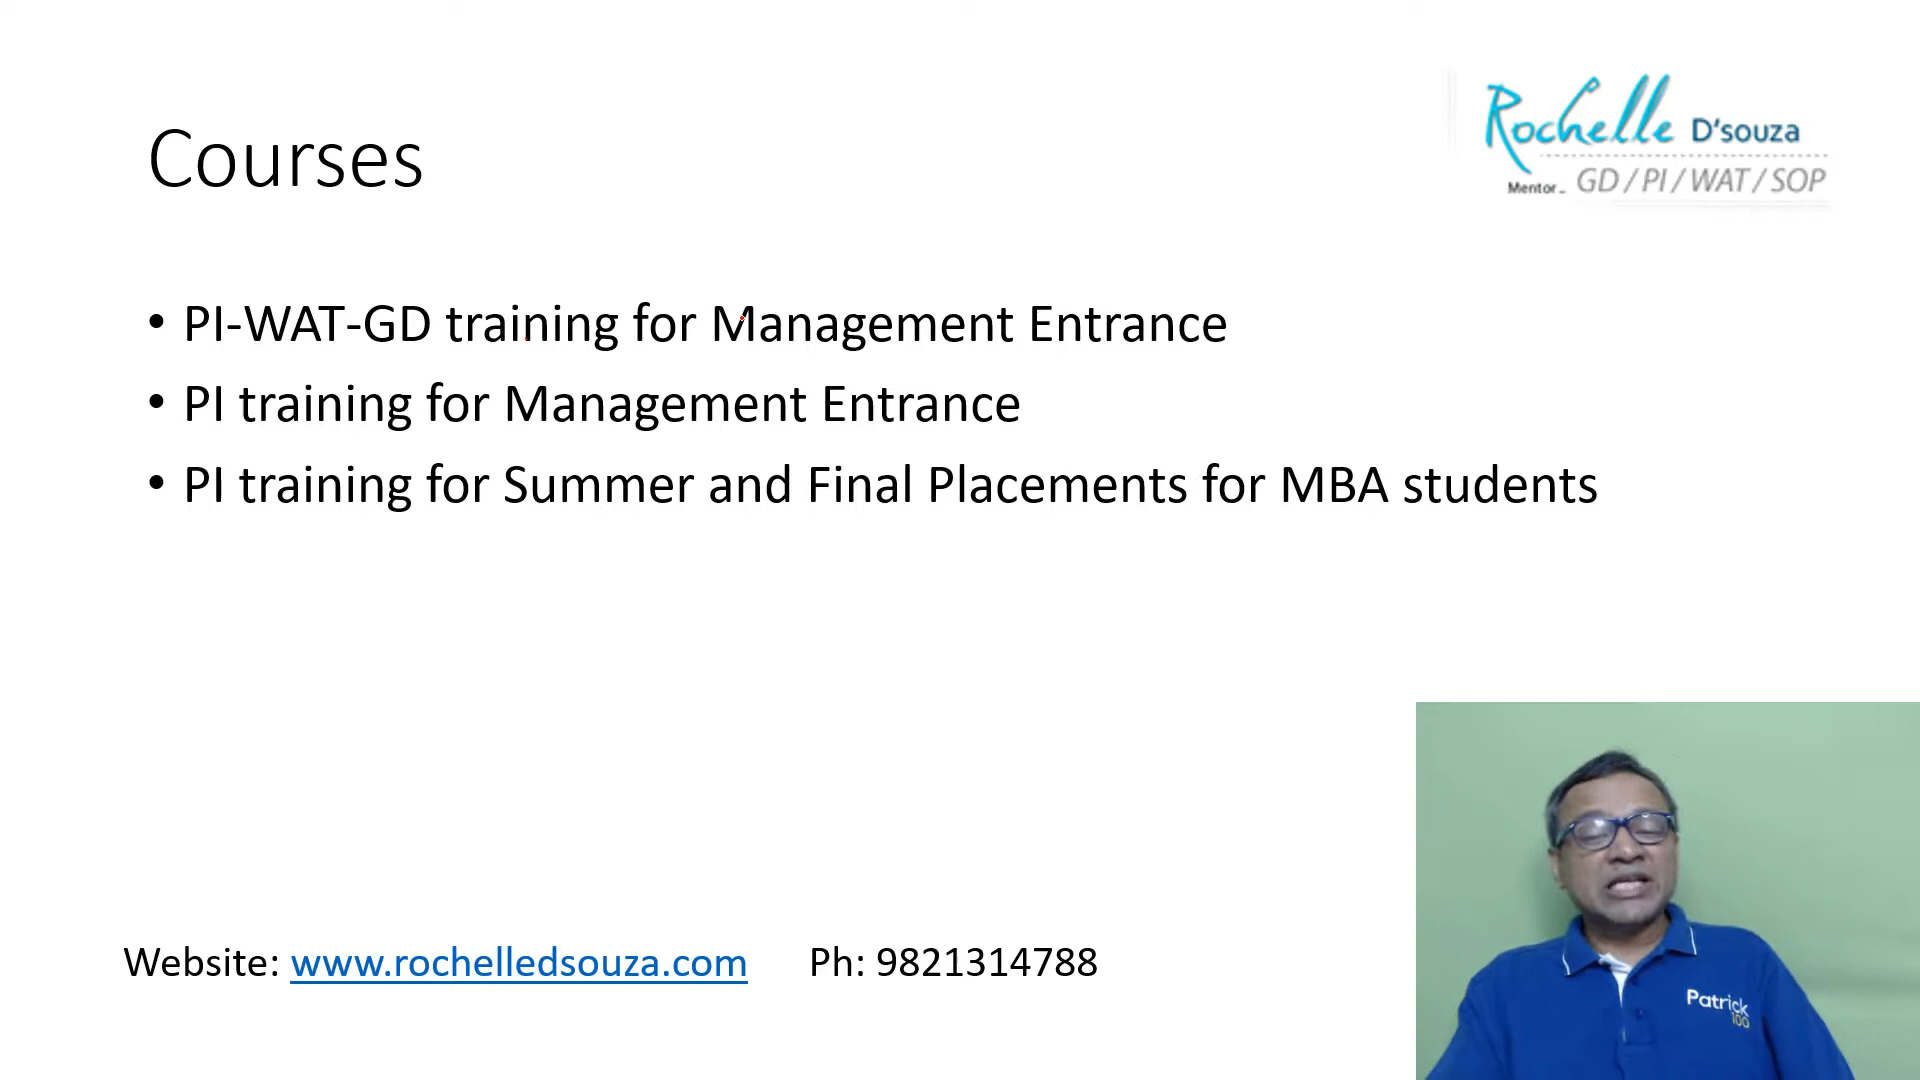 Rochelle D'souza
Mentor.. GD / PI / WAT / SOP
Courses
• PI-WAT-GD training for Management Entrance
• PI training for Management Entrance
• PI training for Summer and Final Placements for MBA students
Website: www.rochelledsouza.com Ph: 9821314788
Patrick
100